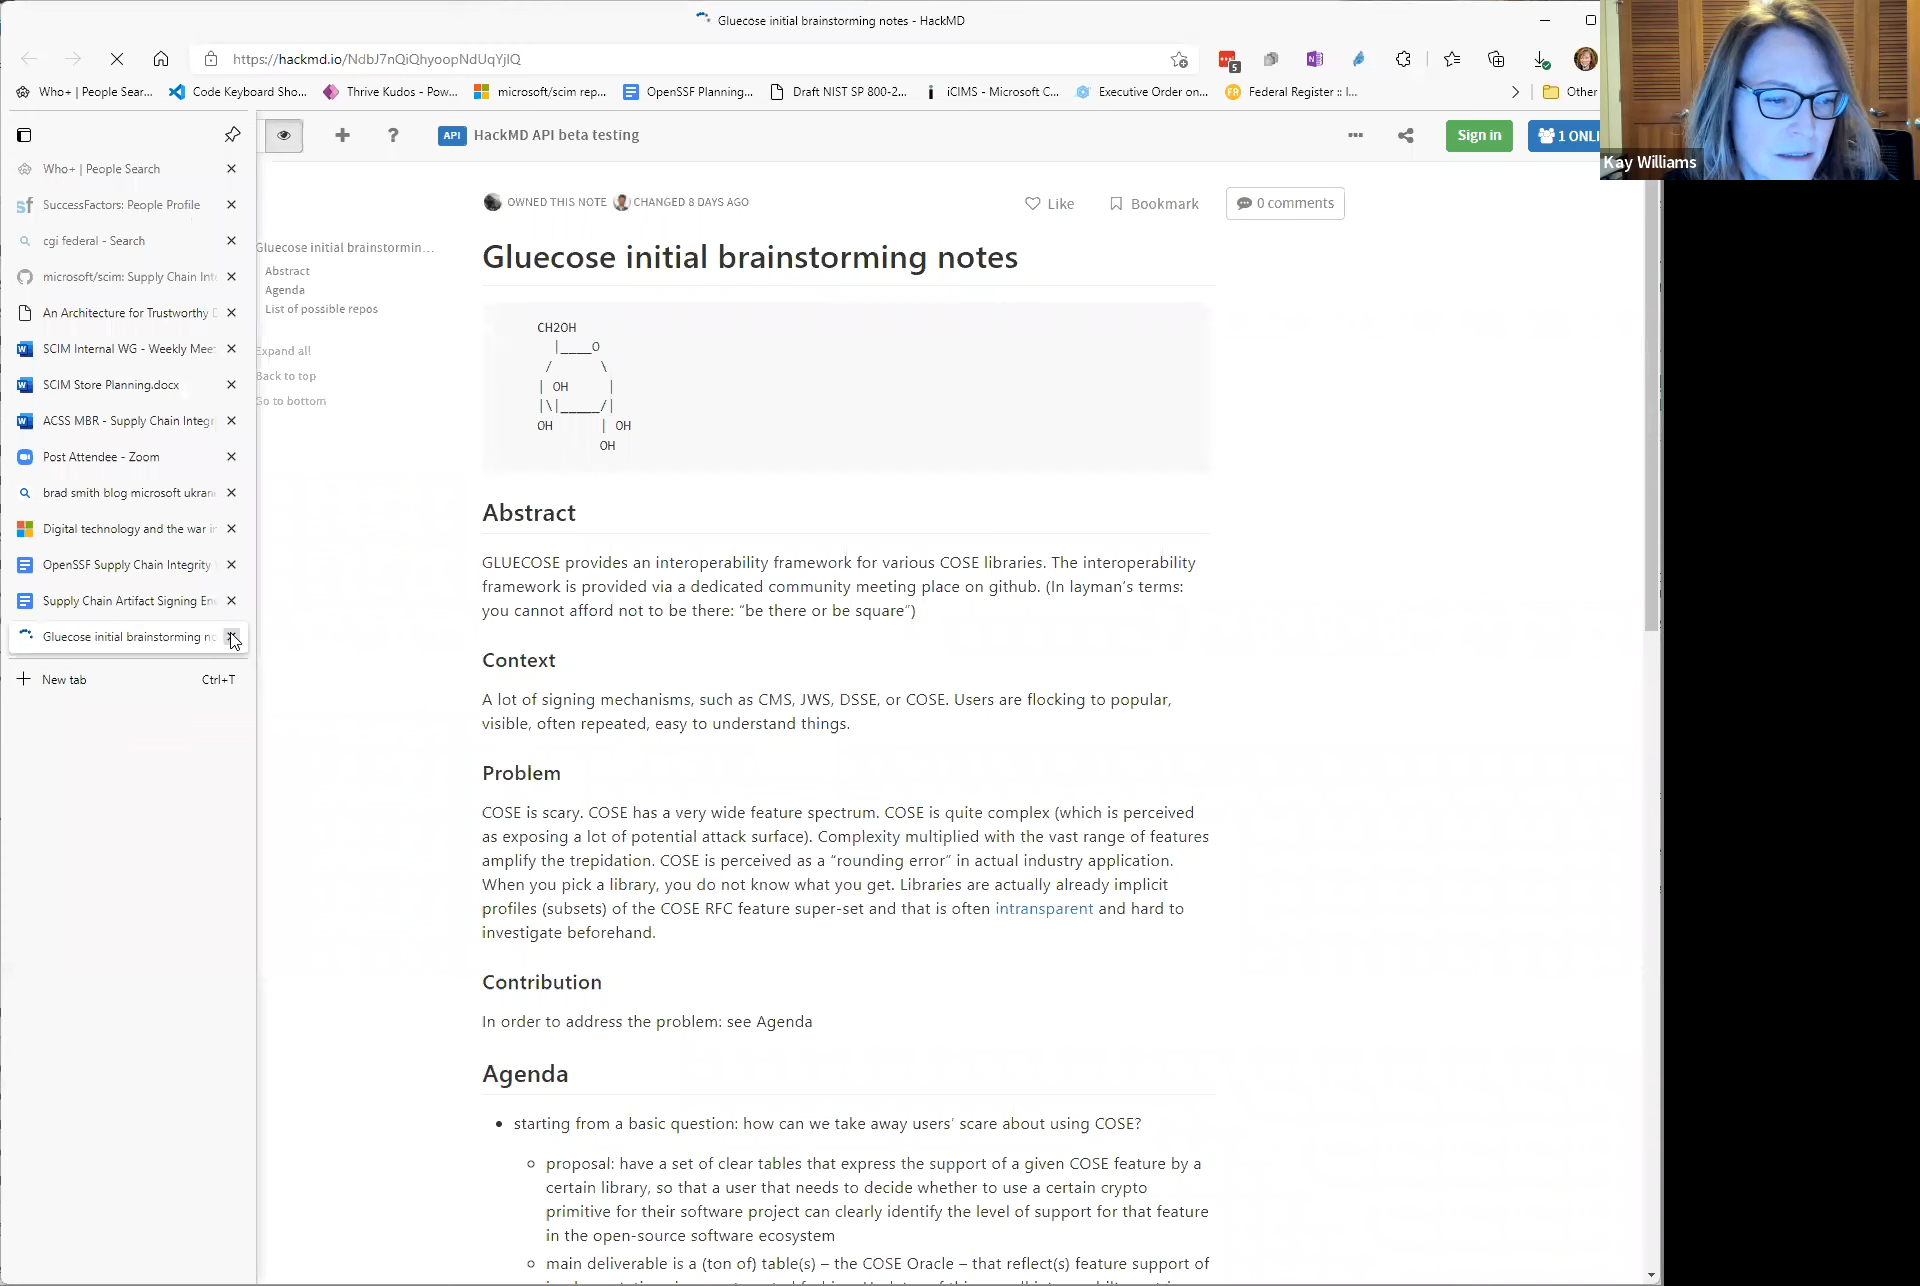 Gluecose initial brainstorming notes - HackMD
https://hackmd.io/NdbJ7nQiQhyoopNdUqYjIQ
5
Who+ | People Sear...
Code Keyboard Sho...
Thrive Kudos - Pow...
microsoft/scim rep...
OpenSSF Planning...
Draft NIST SP 800-2...
iCIMS - Microsoft C...
Executive Order on...
Federal Register :: I...
Other
Kay Williams
API HackMD API beta testing
Sign in
1 ONLI
Who+ | People Search
SuccessFactors: People Profile
cgi federal - Search
microsoft/scim: Supply Chain Int
An Architecture for Trustworthy D
SCIM Internal WG - Weekly Mee
SCIM Store Planning.docx
ACSS MBR - Supply Chain Integr
Post Attendee - Zoom
brad smith blog microsoft ukran
Digital technology and the war in
OpenSSF Supply Chain Integrity
Supply Chain Artifact Signing En
Gluecose initial brainstorming no
New tab Ctrl+T
Gluecose initial brainstormin...
Abstract
Agenda
List of possible repos
Expand all
Back to top
Go to bottom
OWNED THIS NOTE CHANGED 8 DAYS AGO
Like
Bookmark
0 comments
Gluecose initial brainstorming notes
CH2OH
|____O
/ \
| OH |
|\|_____/|
OH | OH
OH
Abstract
GLUECOSE provides an interoperability framework for various COSE libraries. The interoperability
framework is provided via a dedicated community meeting place on github. (In layman’s terms:
you cannot afford not to be there: “be there or be square”)
Context
A lot of signing mechanisms, such as CMS, JWS, DSSE, or COSE. Users are flocking to popular,
visible, often repeated, easy to understand things.
Problem
COSE is scary. COSE has a very wide feature spectrum. COSE is quite complex (which is perceived
as exposing a lot of potential attack surface). Complexity multiplied with the vast range of features
amplify the trepidation. COSE is perceived as a “rounding error” in actual industry application.
When you pick a library, you do not know what you get. Libraries are actually already implicit
profiles (subsets) of the COSE RFC feature super-set and that is often intransparent and hard to
investigate beforehand.
Contribution
In order to address the problem: see Agenda
Agenda
• starting from a basic question: how can we take away users’ scare about using COSE?
○ proposal: have a set of clear tables that express the support of a given COSE feature by a
certain library, so that a user that needs to decide whether to use a certain crypto
primitive for their software project can clearly identify the level of support for that feature
in the open-source software ecosystem
○ main deliverable is a (ton of) table(s) – the COSE Oracle – that reflect(s) feature support of